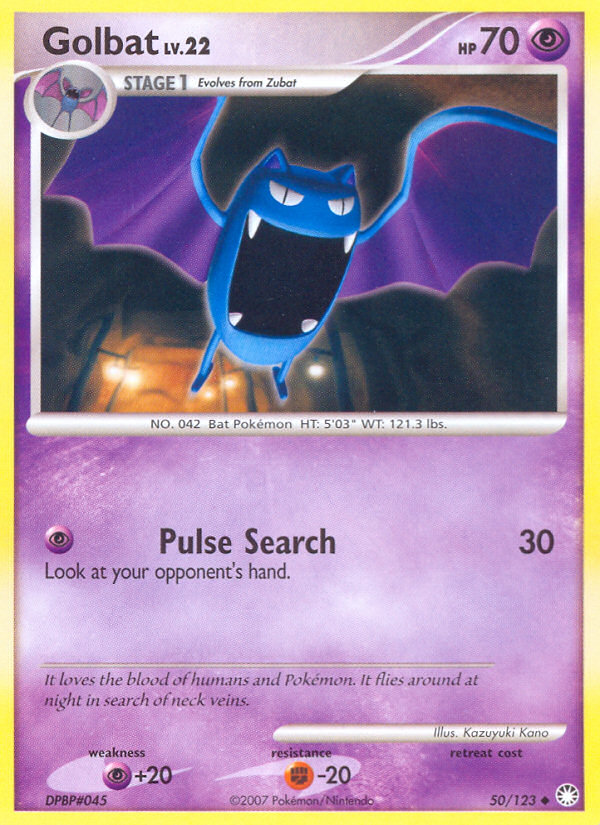 Golbat LV.22
HP 70
STAGE 1 Evolves from Zubat
NO. 042 Bat Pokémon HT: 5'03" WT: 121.3 lbs.
Pulse Search 30
Look at your opponent's hand.
It loves the blood of humans and Pokémon. It flies around at
night in search of neck veins.
Illus. Kazuyuki Kano
weakness resistance retreat cost
+20 -20
DPBP#045 ©2007 Pokémon/Nintendo 50/123